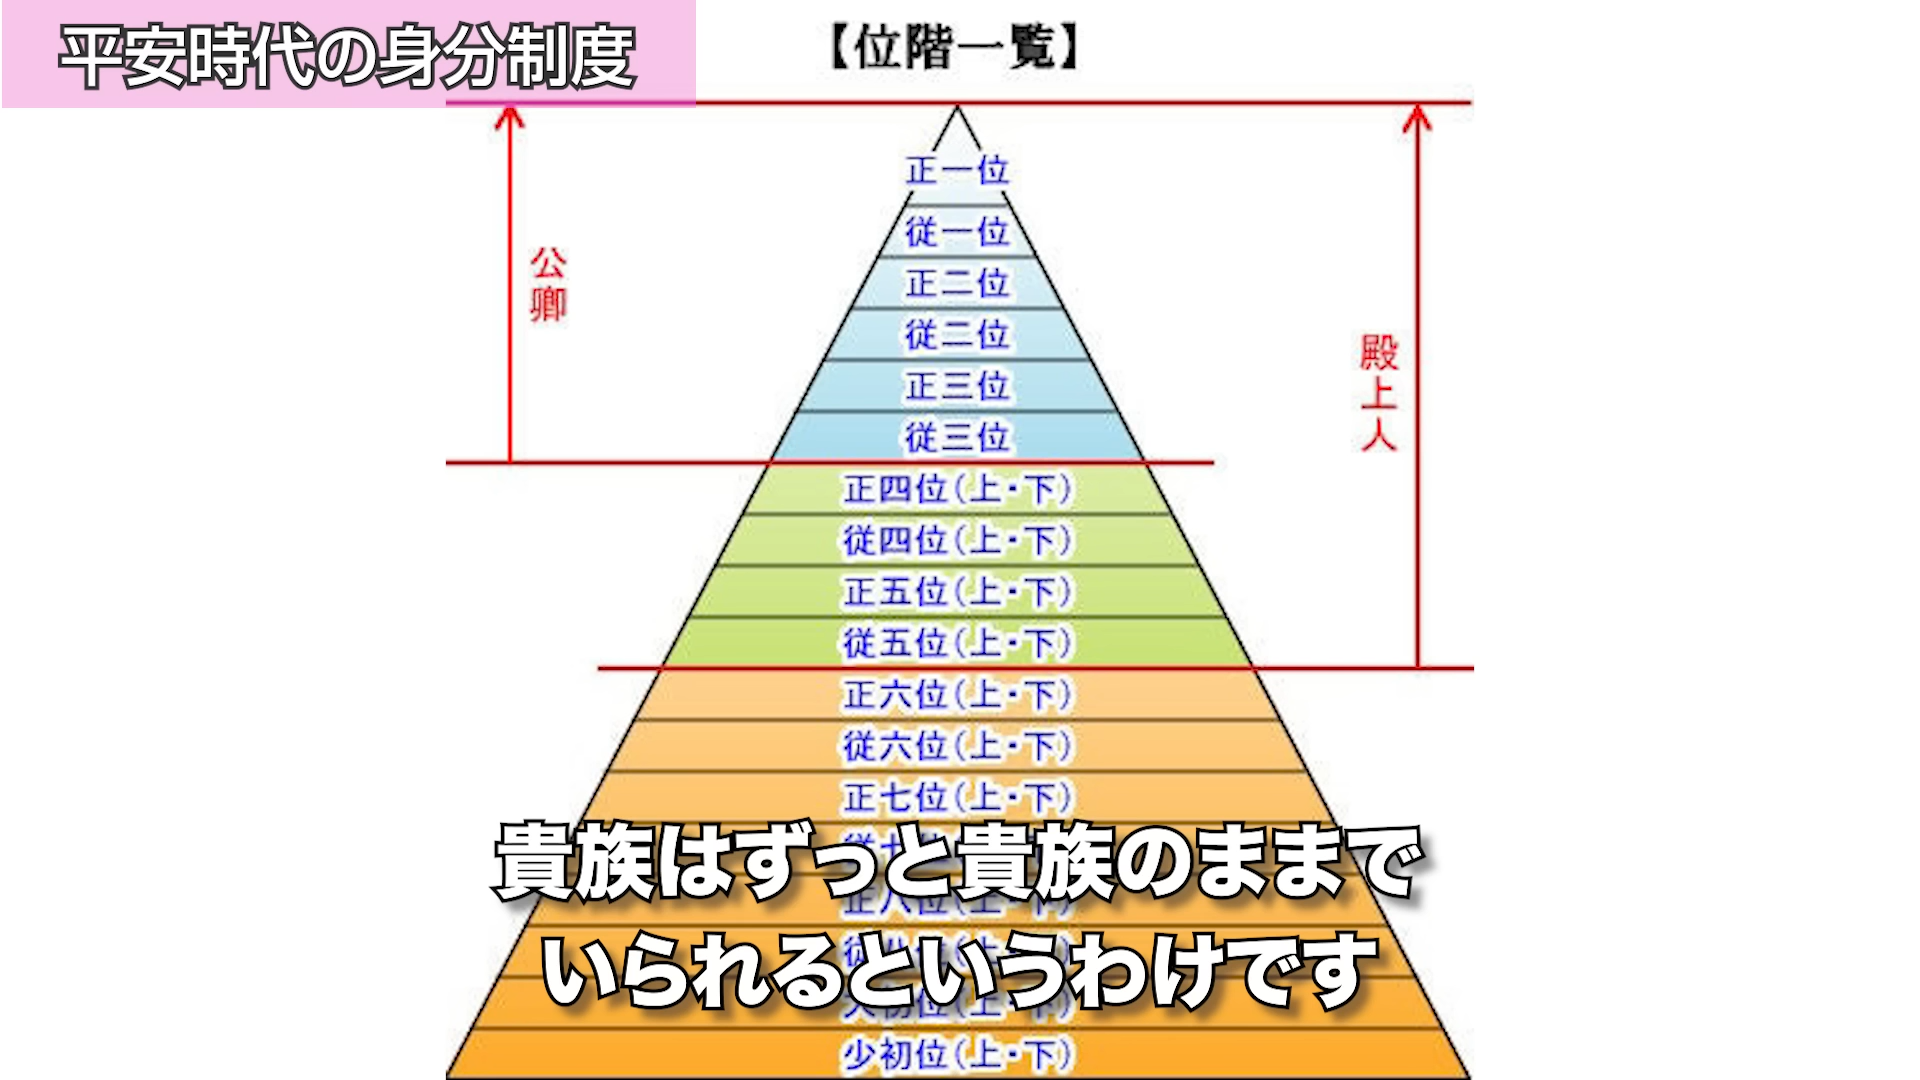 平安時代の身分制度
【位階一覧】
正一位
従一位
正二位
従二位
正三位
従三位
公卿
殿上人
正四位(上・下)
従四位(上・下)
正五位(上・下)
従五位(上・下)
正六位(上・下)
従六位(上・下)
正七位(上・下)
正八位(上・下)
少初位(上・下)
貴族はずっと貴族のままで
いられるというわけです